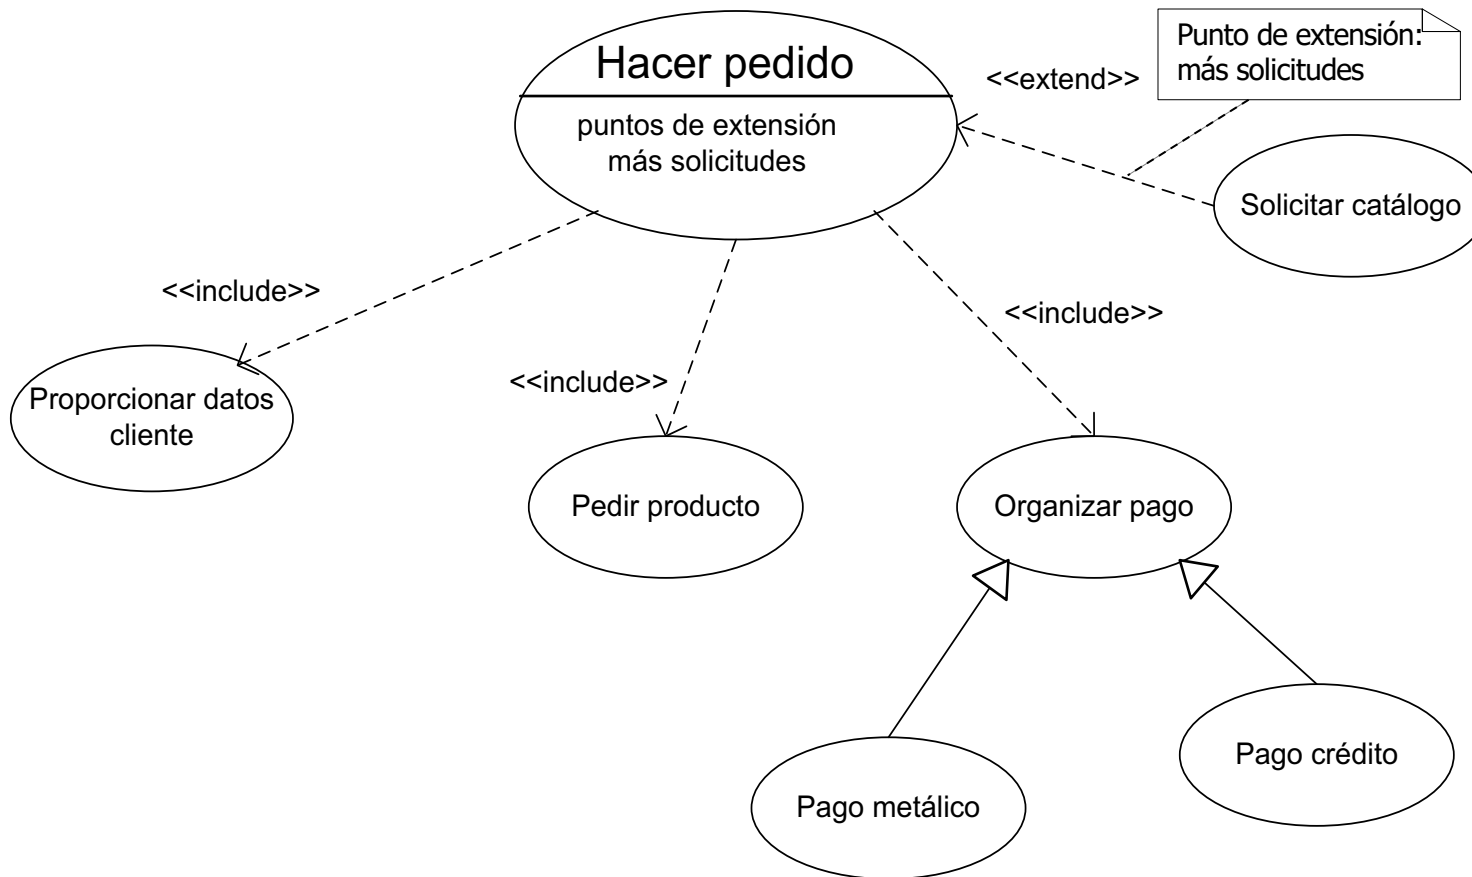 Hacer pedido
puntos de extensión
más solicitudes
<<extend>>
Punto de extensión:
más solicitudes
Solicitar catálogo
<<include>>
<<include>>
<<include>>
Proporcionar datos
cliente
Pedir producto
Organizar pago
Pago metálico
Pago crédito